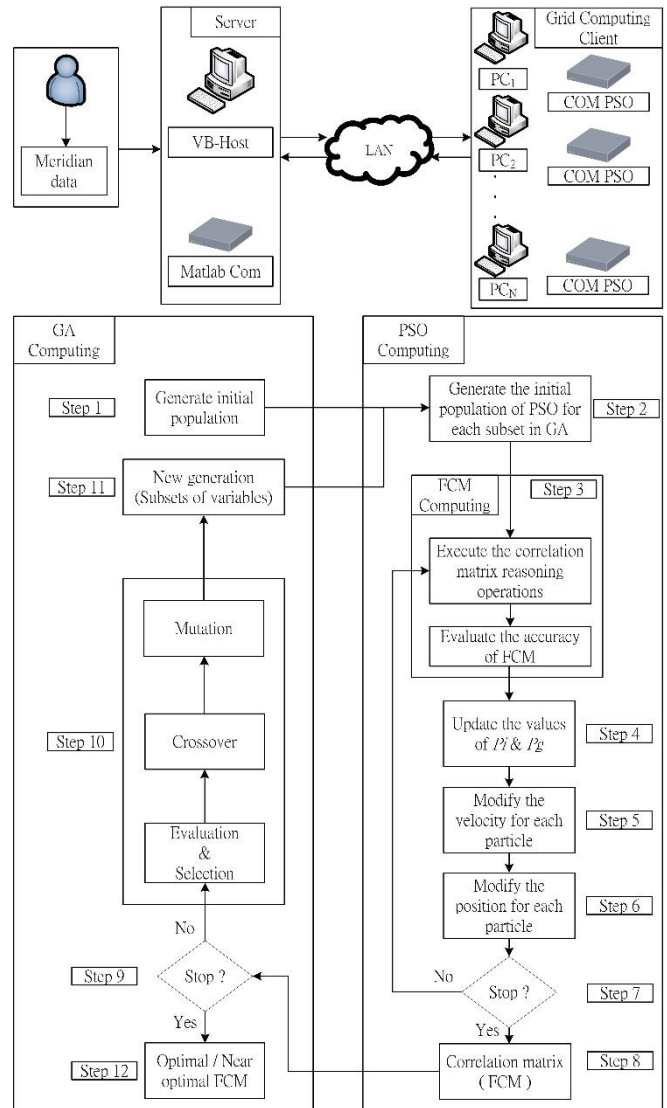 Server
Grid Computing
Client
Meridian
data
VB-Host
Matlab Com
LAN
PC1
COM PSO
PC2
COM PSO
PCN
COM PSO
GA
Computing
PSO
Computing
Step 1
Generate initial
population
Generate the initial
population of PSO for
each subset in GA
Step 2
Step 11
New generation
(Subsets of variables)
FCM
Computing
Step 3
Execute the correlation
matrix reasoning
operations
Evaluate the accuracy
of FCM
Mutation
Step 10
Crossover
Evaluation
&
Selection
Update the values
of Pi & Pg
Step 4
Modify the
velocity for each
particle
Step 5
Modify the
position for each
particle
Step 6
No
Step 9
Stop ?
Yes
No
Stop ?
Step 7
Yes
Step 12
Optimal / Near
optimal FCM
Correlation matrix
( FCM )
Step 8